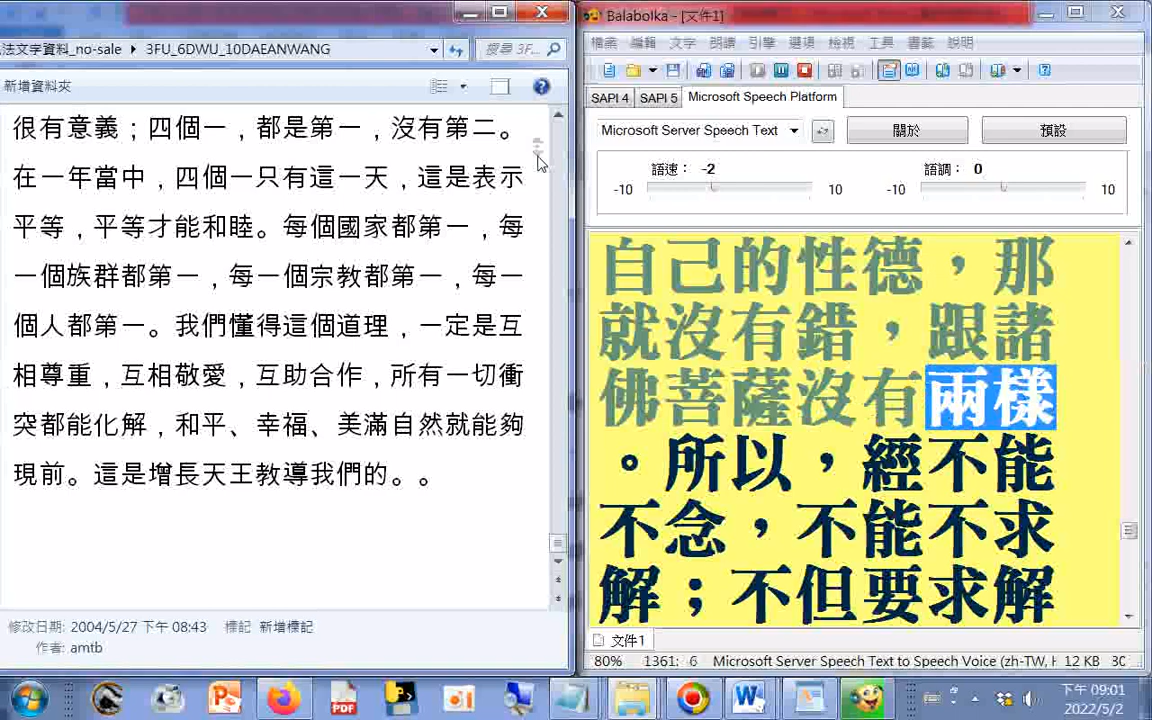 法文字資料_no-sale ▸ 3FU_6DWU_10DAEANWANG
搜尋 3F...
新增資料夾
很有意義；四個一，都是第一，沒有第二。
在一年當中，四個一只有這一天，這是表示
平等，平等才能和睦。每個國家都第一，每
一個族群都第一，每一個宗教都第一，每一
個人都第一。我們懂得這個道理，一定是互
相尊重，互相敬愛，互助合作，所有一切衝
突都能化解，和平、幸福、美滿自然就能夠
現前。這是增長天王教導我們的。。
修改日期: 2004/5/27 下午 08:43 標記 新增標記
作者: amtb
Balabolka - [文件1]
檔案 編輯 文字 朗讀 引擎 選項 檢視 工具 書籤 說明
SAPI 4 SAPI 5 Microsoft Speech Platform
Microsoft Server Speech Text 關於 預設
語速： -2 語調： 0
-10 10 -10 10
自己的性德，那
就沒有錯，跟諸
佛菩薩沒有兩樣
。所以，經不能
不念，不能不求
解；不但要求解
文件1
80% 1361: 6 Microsoft Server Speech Text to Speech Voice (zh-TW, H 12 KB 3C
下午 09:01
2022/5/2